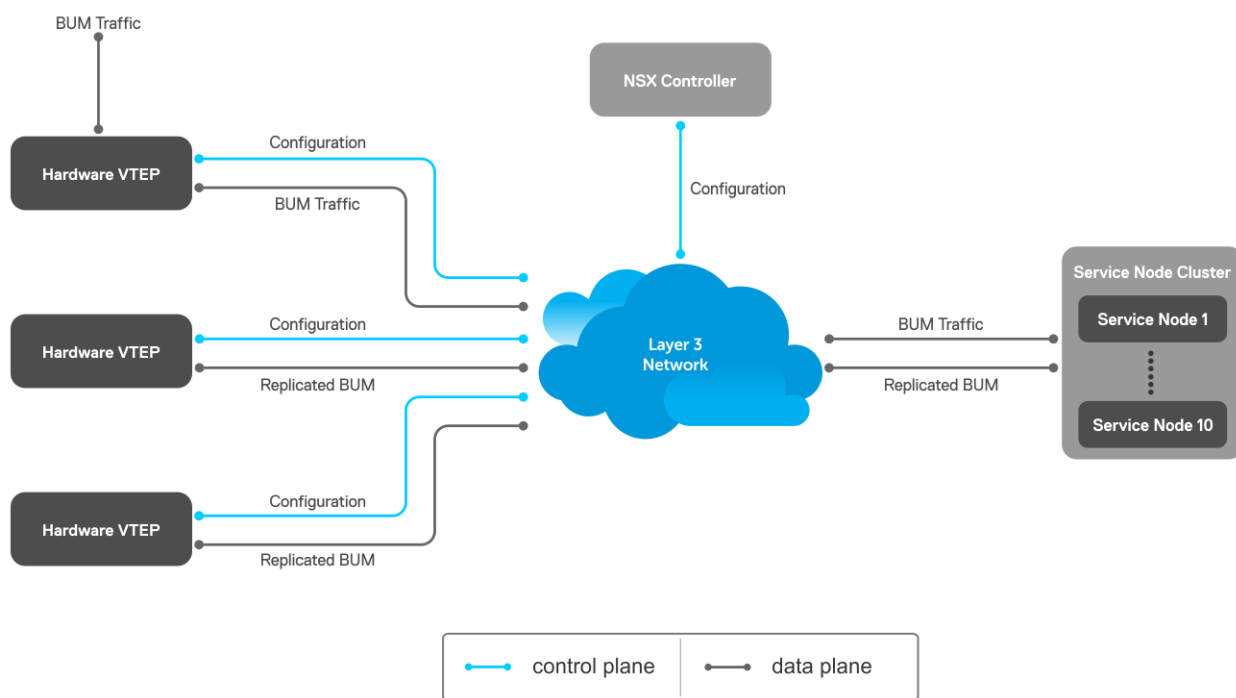 BUM Traffic
NSX Controller
Hardware VTEP
Configuration
BUM Traffic
Configuration
Hardware VTEP
Configuration
Replicated BUM
Layer 3
Network
BUM Traffic
Replicated BUM
Service Node Cluster
Service Node 1
Service Node 10
Hardware VTEP
Configuration
Replicated BUM
control plane
data plane